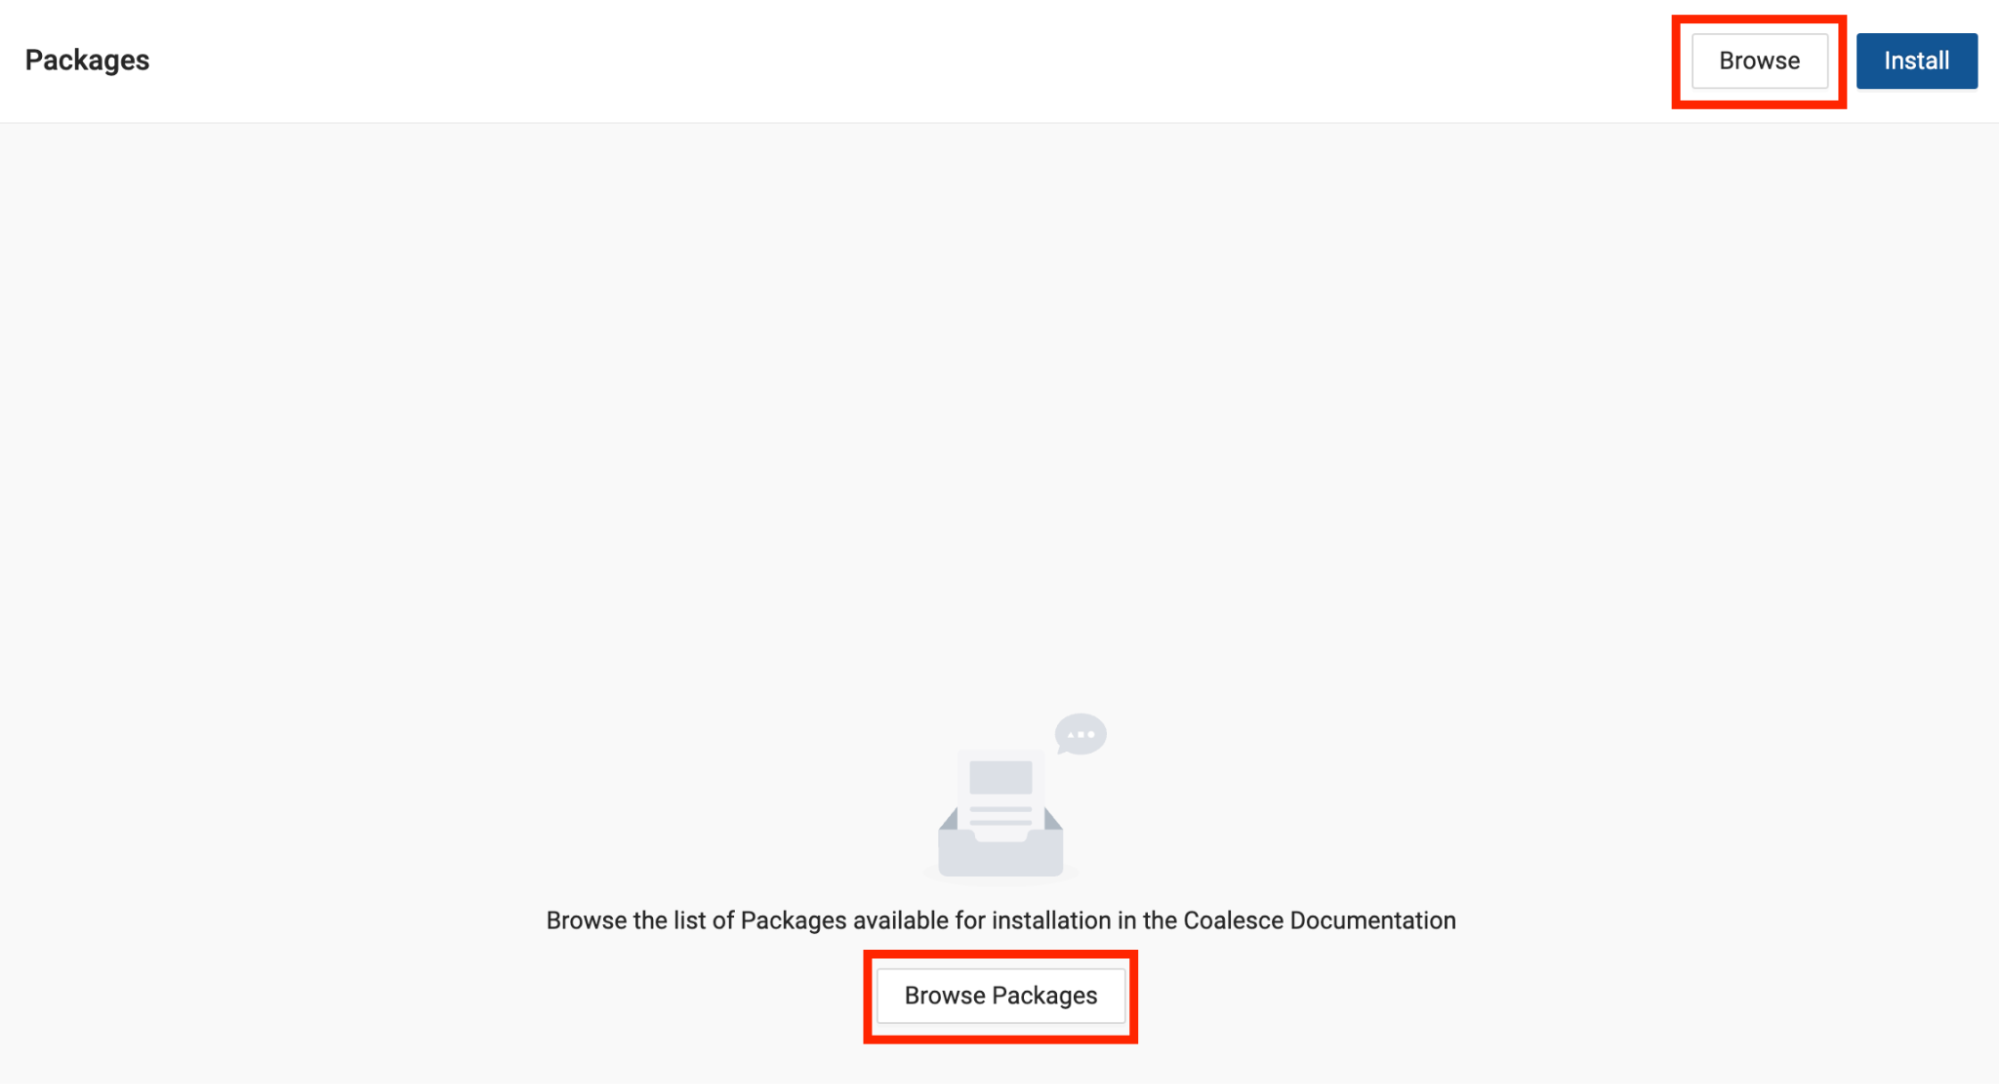 Packages
Browse
Install
Browse the list of Packages available for installation in the Coalesce Documentation
Browse Packages